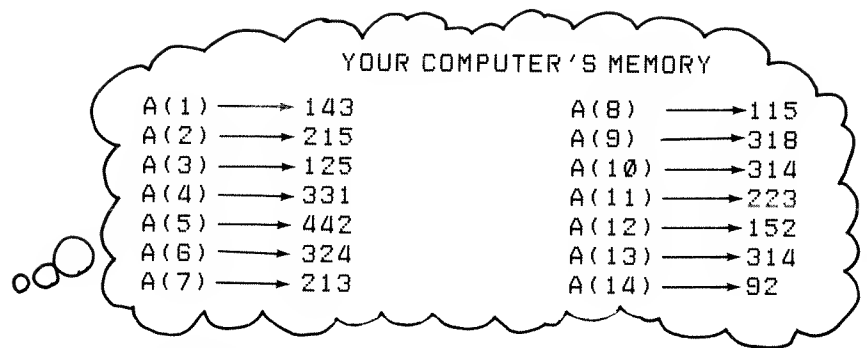 YOUR COMPUTER'S MEMORY
A(1) → 143
A(2) → 215
A(3) → 125
A(4) → 331
A(5) → 442
A(6) → 324
A(7) → 213
A(8) → 115
A(9) → 318
A(10) → 314
A(11) → 223
A(12) → 152
A(13) → 314
A(14) → 92